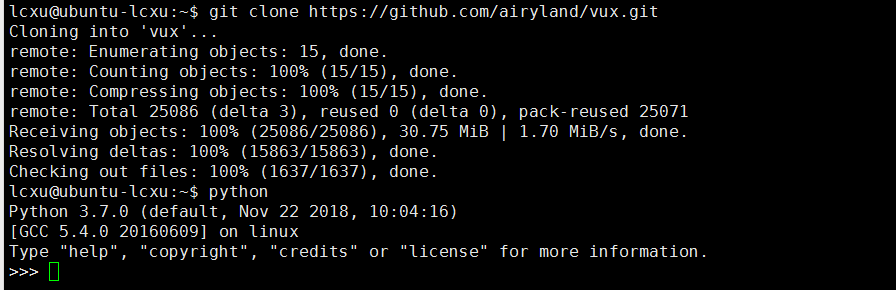 lcxu@ubuntu-lcxu:~$ git clone https://github.com/airyland/vux.git
Cloning into 'vux'...
remote: Enumerating objects: 15, done.
remote: Counting objects: 100% (15/15), done.
remote: Compressing objects: 100% (15/15), done.
remote: Total 25086 (delta 3), reused 0 (delta 0), pack-reused 25071
Receiving objects: 100% (25086/25086), 30.75 MiB | 1.70 MiB/s, done.
Resolving deltas: 100% (15863/15863), done.
Checking out files: 100% (1637/1637), done.
lcxu@ubuntu-lcxu:~$ python
Python 3.7.0 (default, Nov 22 2018, 10:04:16)
[GCC 5.4.0 20160609] on linux
Type "help", "copyright", "credits" or "license" for more information.
>>>